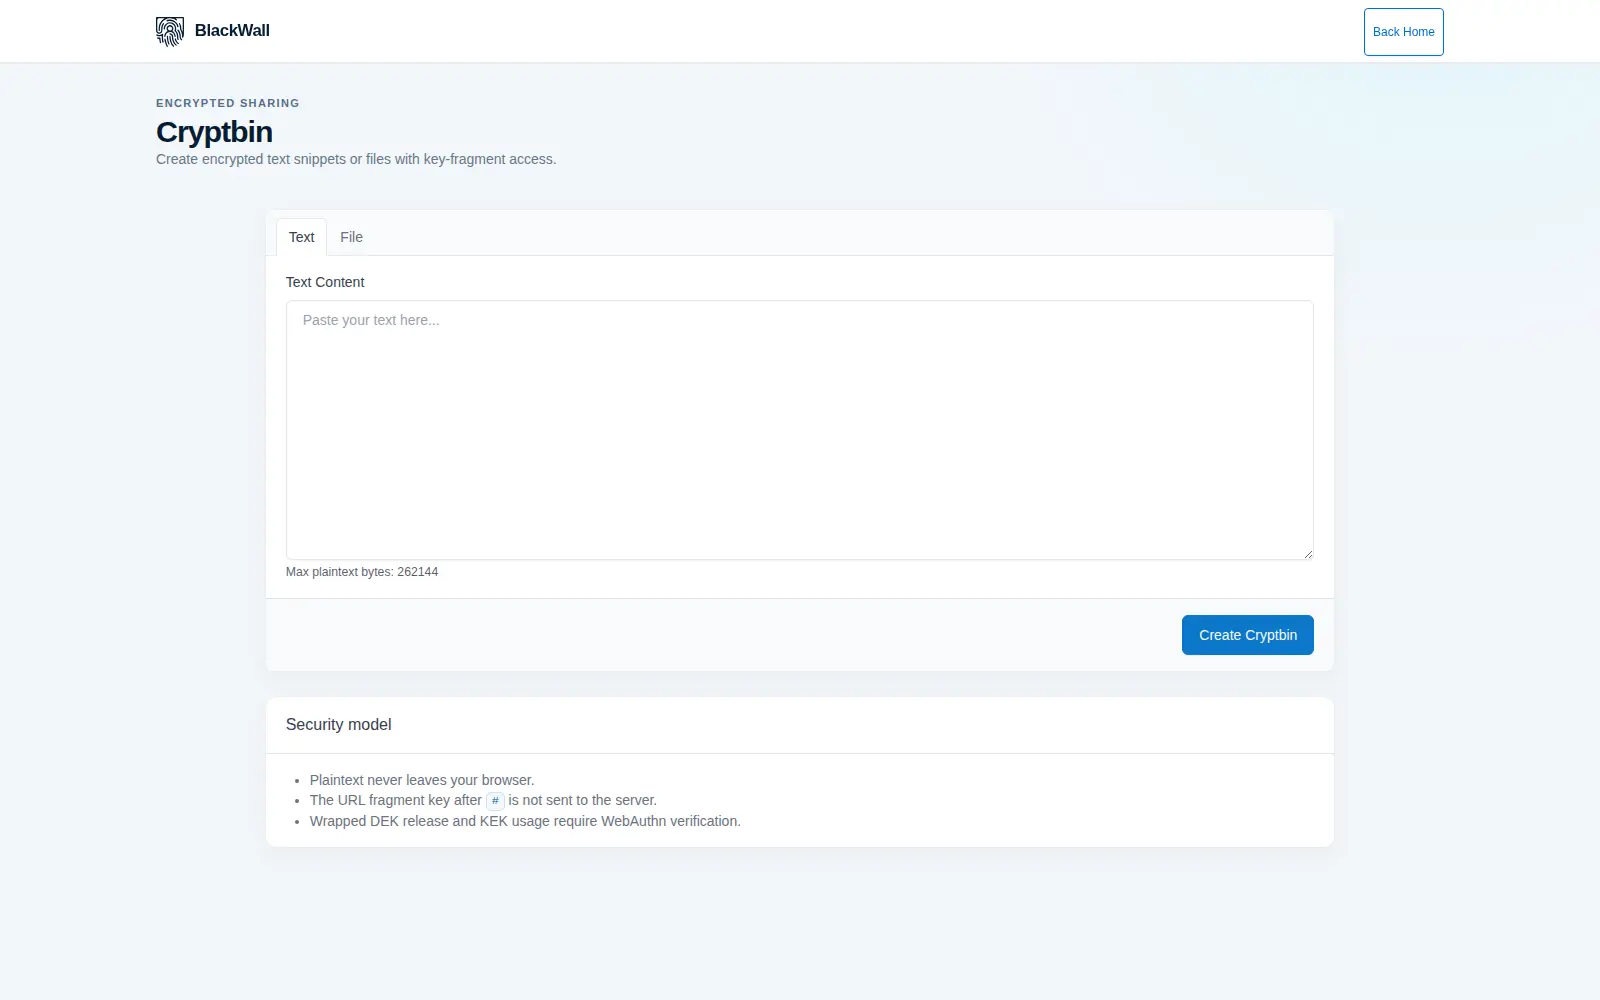 BlackWall
Back Home
ENCRYPTED SHARING
Cryptbin
Create encrypted text snippets or files with key-fragment access.
Text
File
Text Content
Paste your text here...
Max plaintext bytes: 262144
Create Cryptbin
Security model
Plaintext never leaves your browser.
The URL fragment key after # is not sent to the server.
Wrapped DEK release and KEK usage require WebAuthn verification.